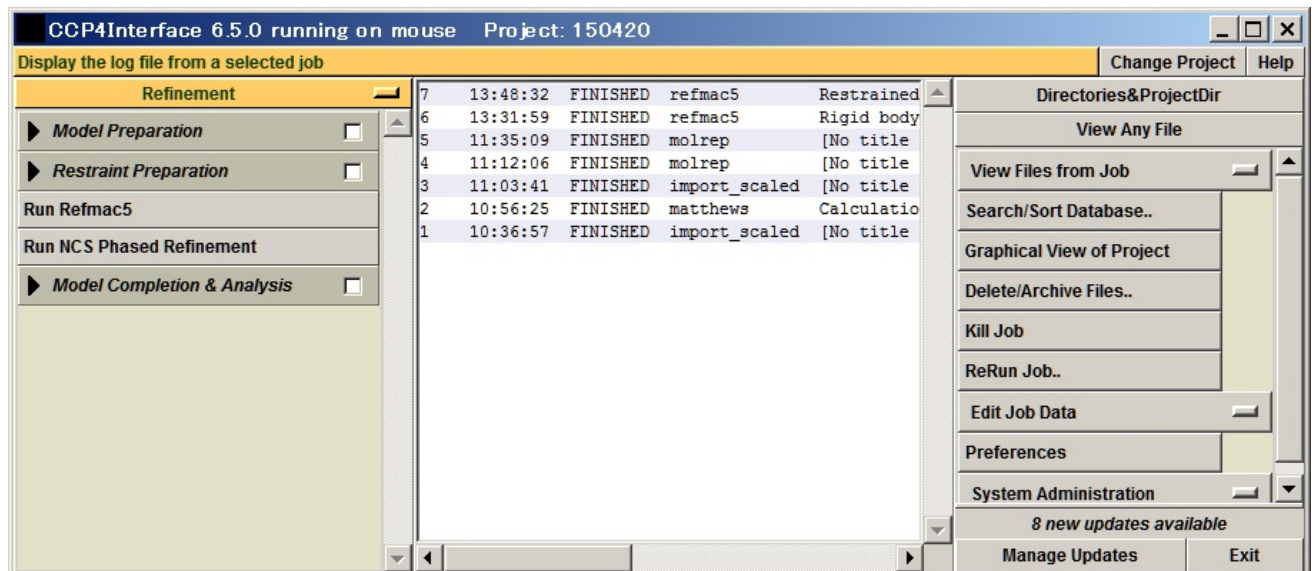 CCP4Interface 6.5.0 running on mouse Project: 150420
Display the log file from a selected job
Change Project
Help
Refinement
Model Preparation
Restraint Preparation
Run Refmac5
Run NCS Phased Refinement
Model Completion & Analysis
7 13:48:32 FINISHED refmac5 Restrained
6 13:31:59 FINISHED refmac5 Rigid body
5 11:35:09 FINISHED molrep [No title
4 11:12:06 FINISHED molrep [No title
3 11:03:41 FINISHED import_scaled [No title
2 10:56:25 FINISHED matthews Calculatio
1 10:36:57 FINISHED import_scaled [No title
Directories&ProjectDir
View Any File
View Files from Job
Search/Sort Database..
Graphical View of Project
Delete/Archive Files..
Kill Job
ReRun Job..
Edit Job Data
Preferences
System Administration
8 new updates available
Manage Updates
Exit